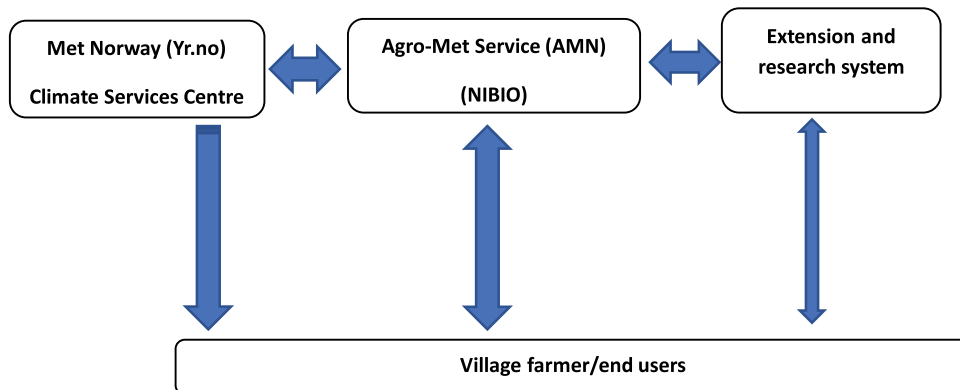 Met Norway (Yr.no)
Climate Services Centre
Agro-Met Service (AMN)
(NIBIO)
Extension and
research system
Village farmer/end users